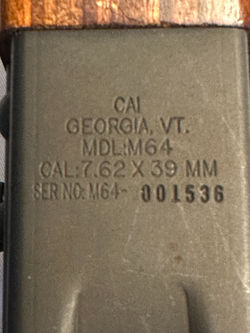 CAI
GEORGIA, VT.
MDL:M64
CAL:7.62 X 39 MM
SER NO: M64- 001536